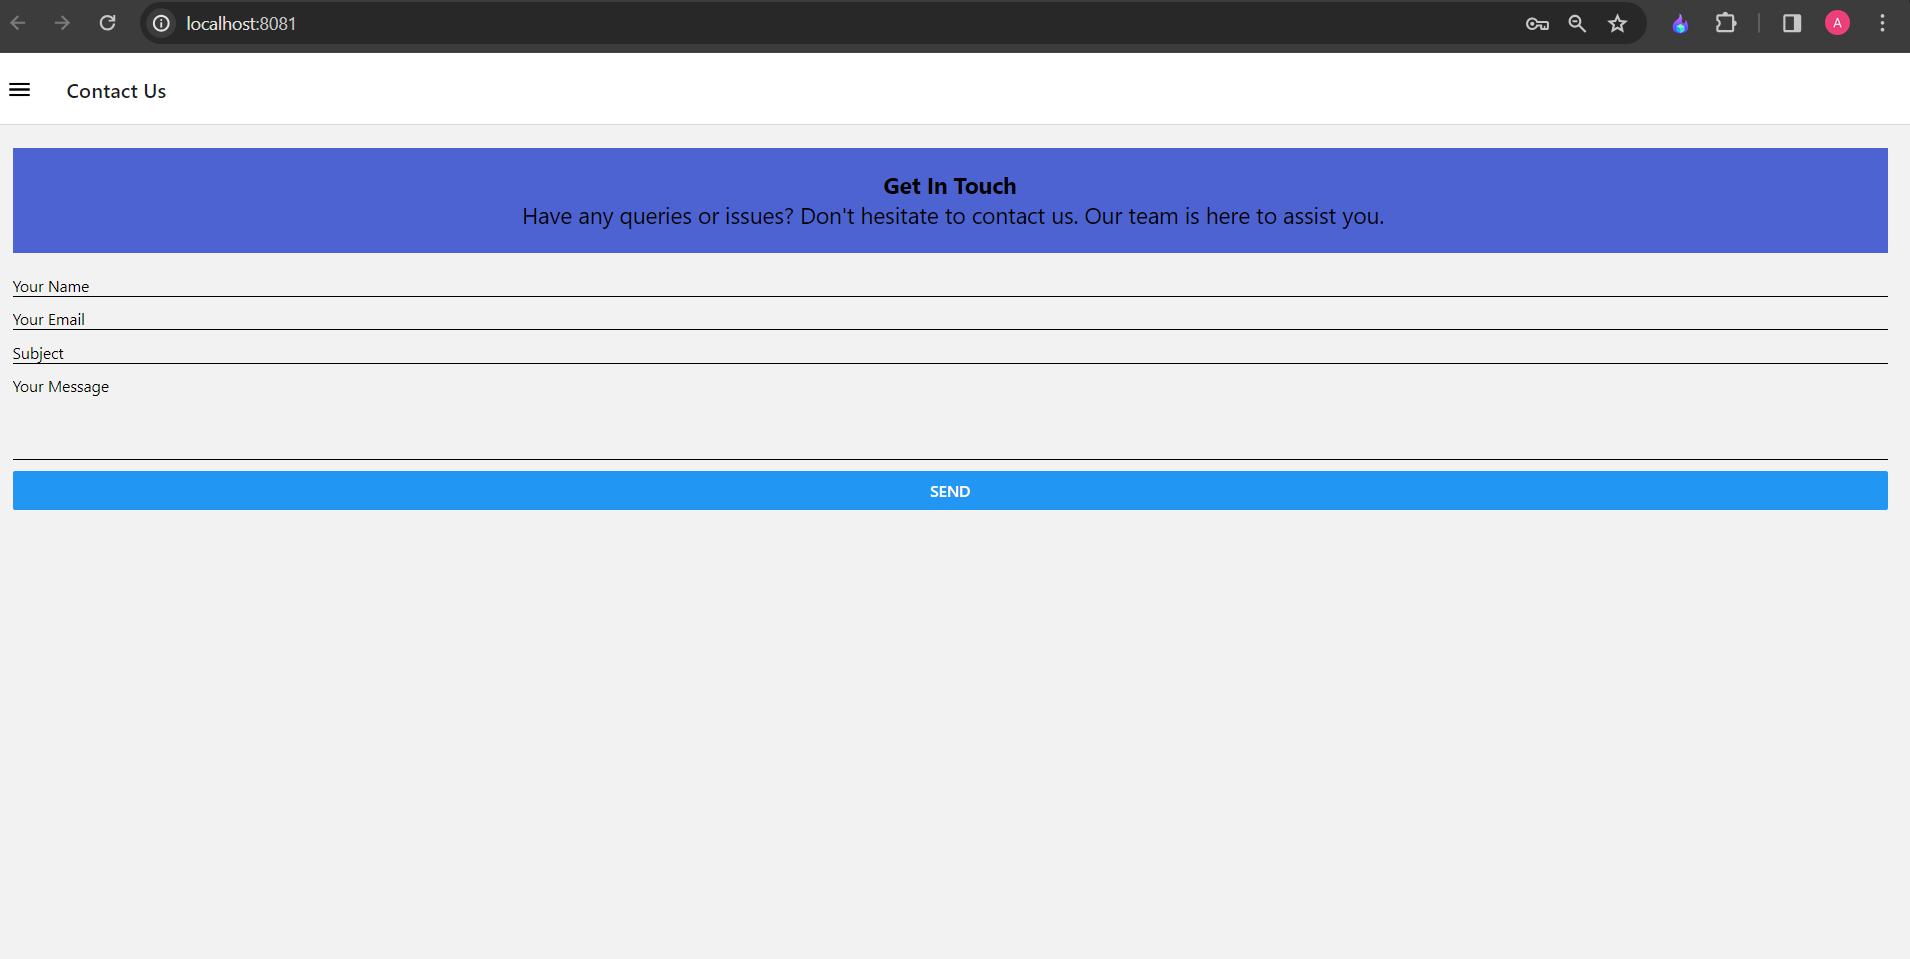 localhost:8081
A
Contact Us
Get In Touch
Have any queries or issues? Don't hesitate to contact us. Our team is here to assist you.
Your Name
Your Email
Subject
Your Message
SEND